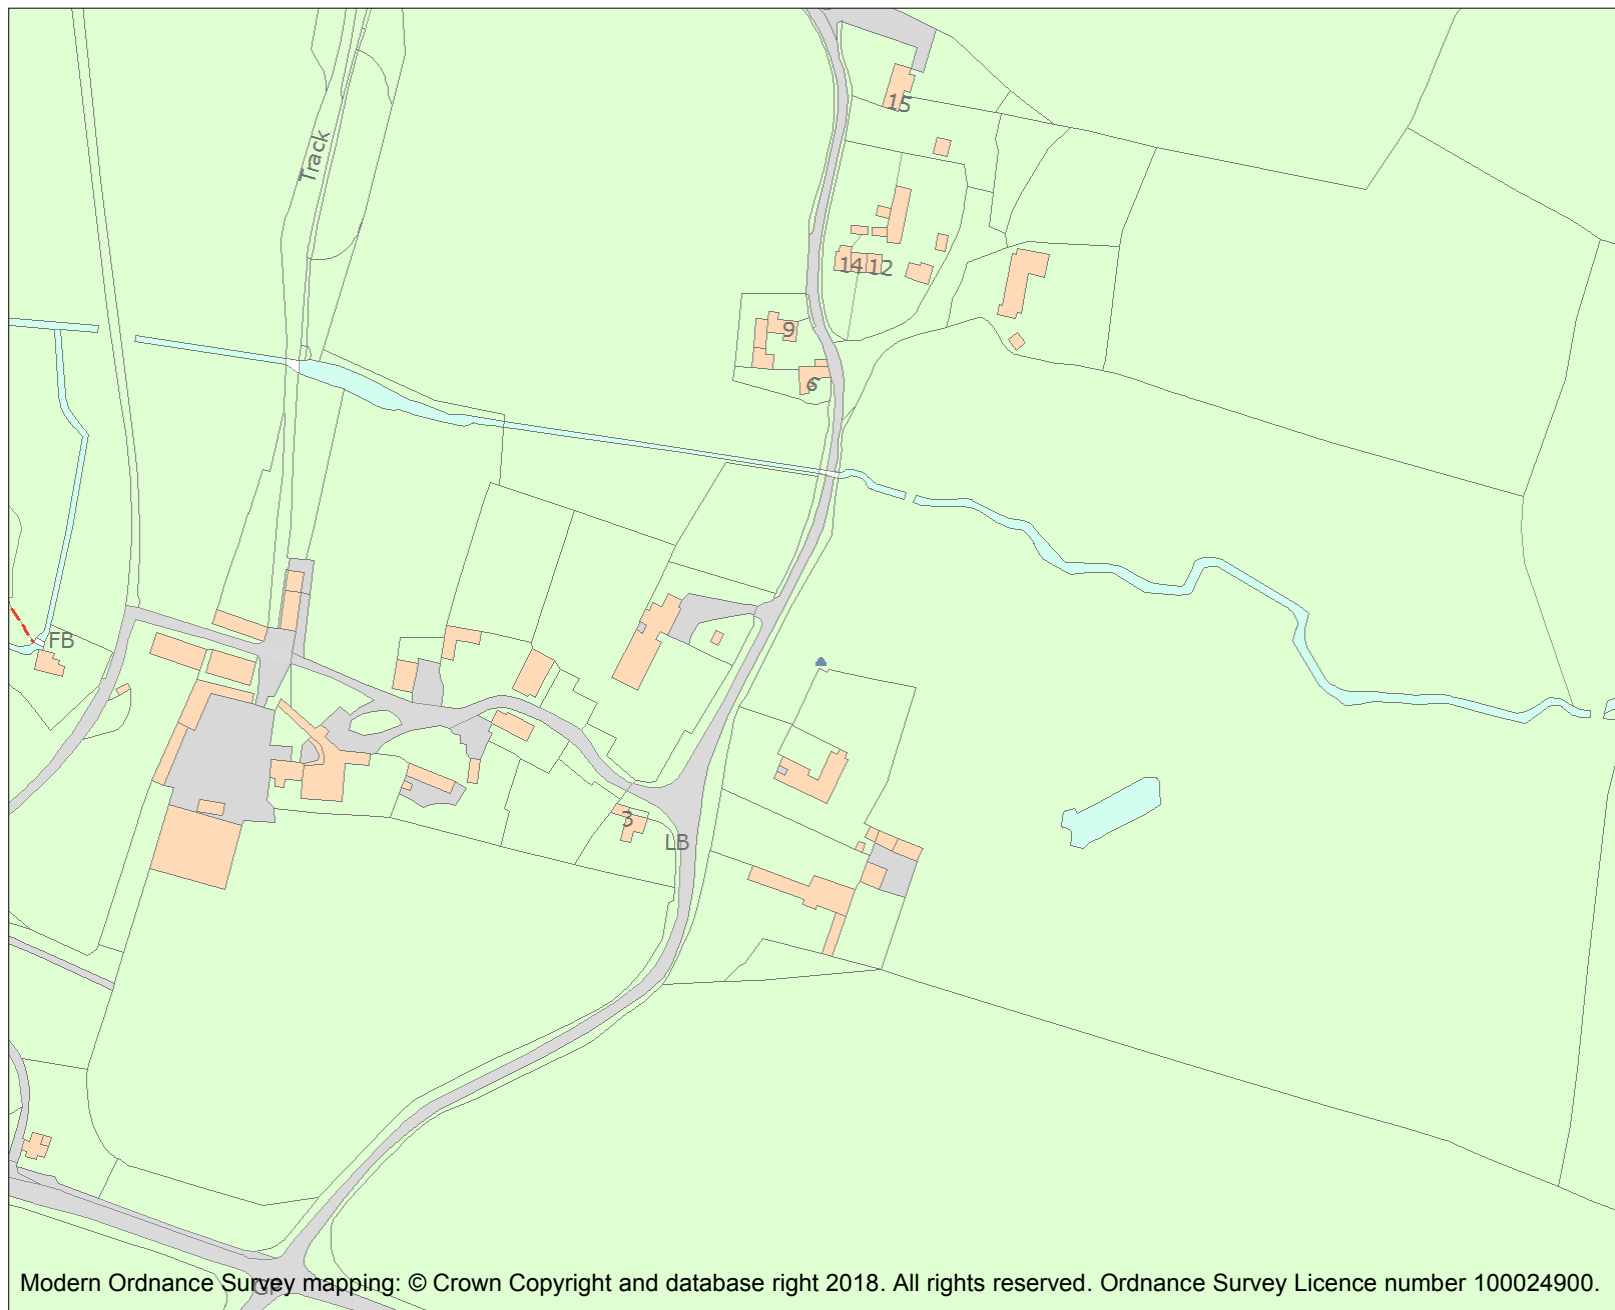 15
Track
14 12
9
6
FB
3
LB
GP
Modern Ordnance Survey mapping: © Crown Copyright and database right 2018. All rights reserved. Ordnance Survey Licence number 100024900.